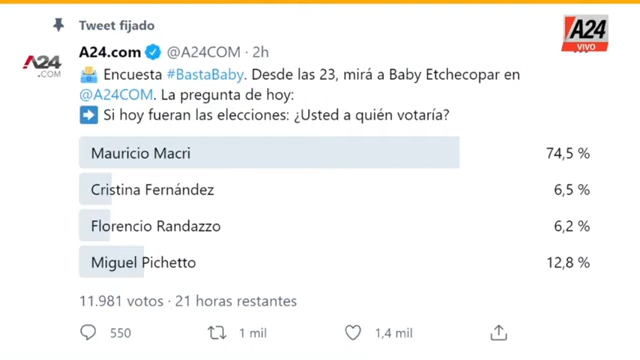 Tweet fijado
A24
VIVO
A24
.COM
A24.com @A24COM · 2h
Encuesta #BastaBaby. Desde las 23, mirá a Baby Etchecopar en
@A24COM. La pregunta de hoy:
Si hoy fueran las elecciones: ¿Usted a quién votaría?
Mauricio Macri 74,5 %
Cristina Fernández 6,5 %
Florencio Randazzo 6,2 %
Miguel Pichetto 12,8 %
11.981 votos · 21 horas restantes
550 1 mil 1,4 mil